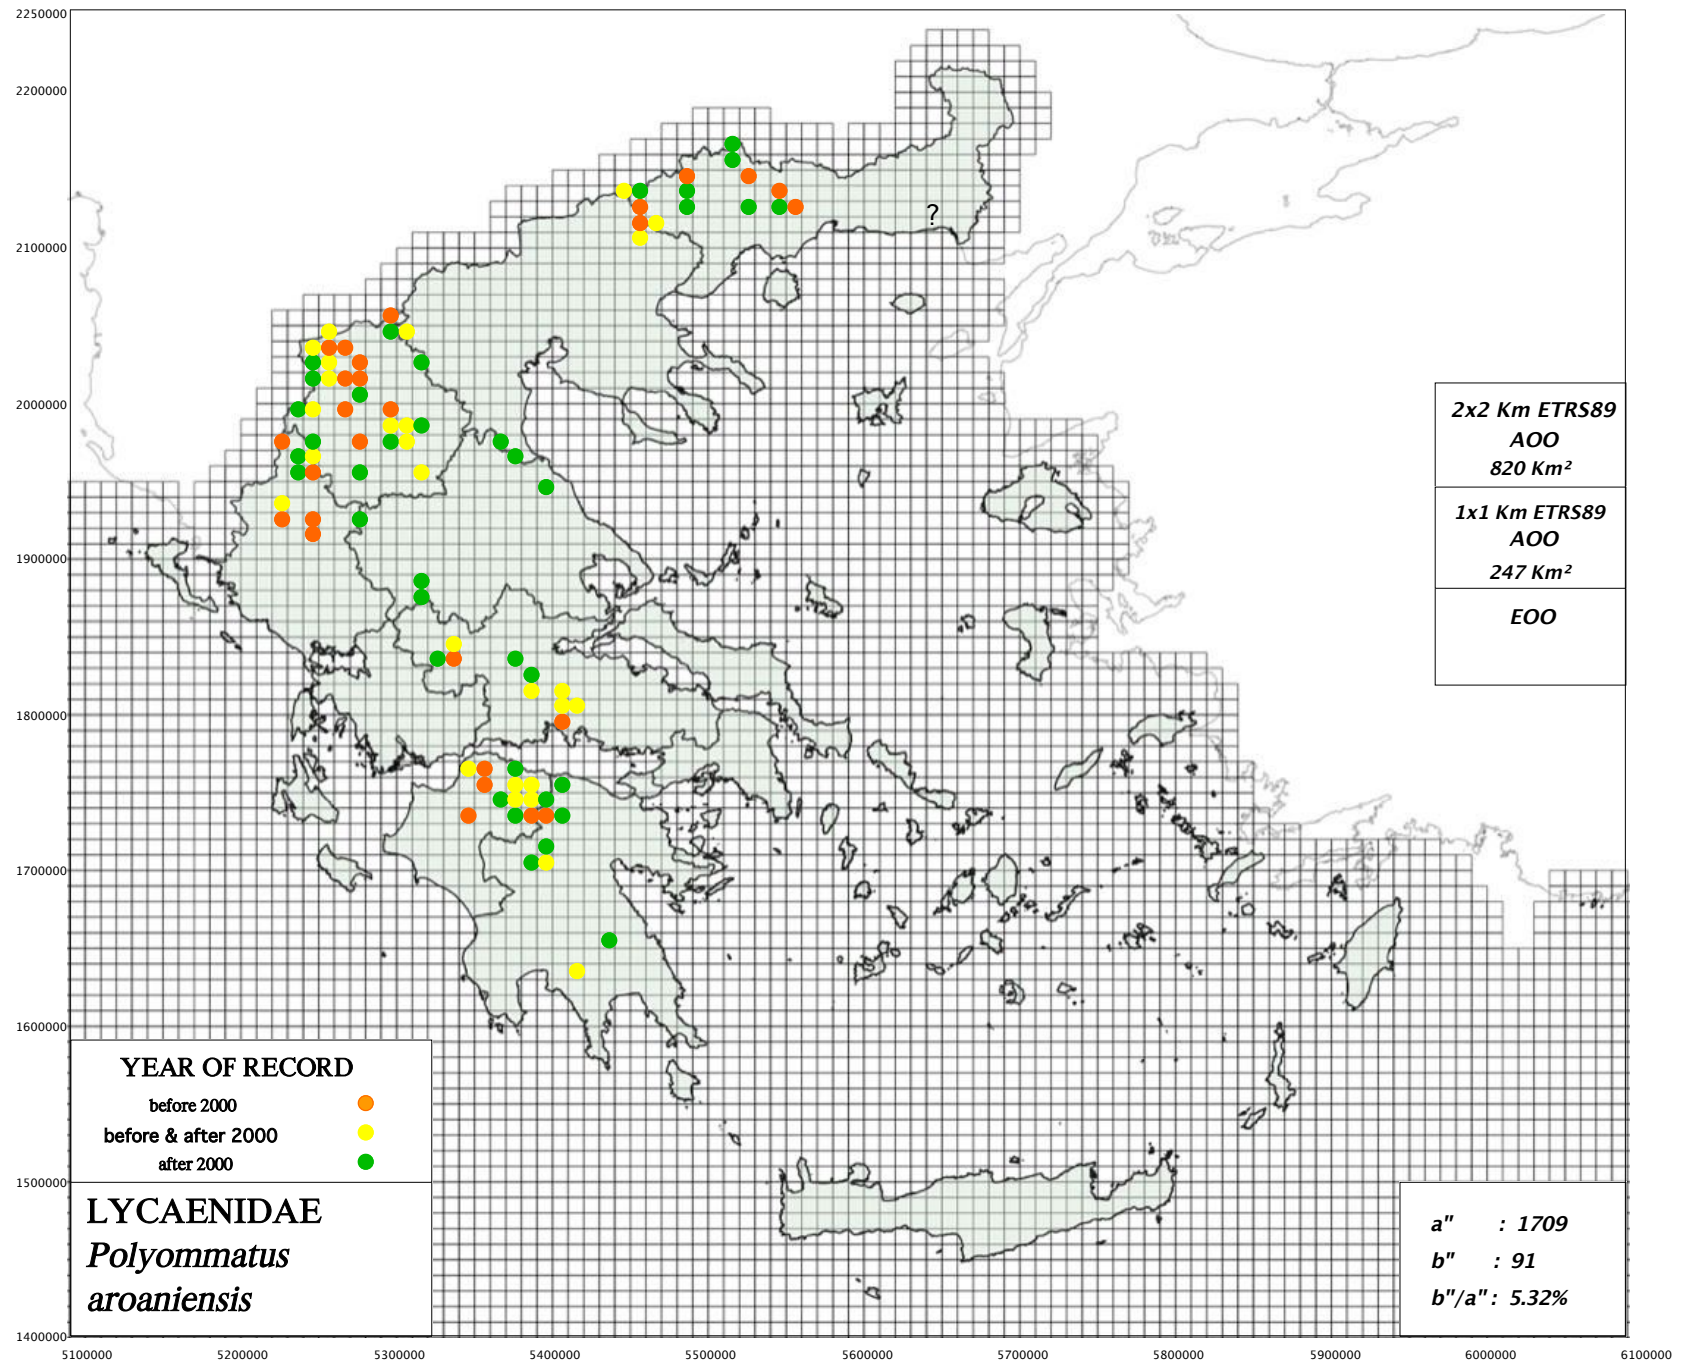 2250000
2200000
2100000
2000000
1900000
1800000
1700000
1600000
1500000
1400000
?
2x2 Km ETRS89
AOO
820 Km²
1x1 Km ETRS89
AOO
247 Km²
EOO
YEAR OF RECORD
before 2000
before & after 2000
after 2000
LYCAENIDAE
Polyommatus
aroaniensis
a" : 1709
b" : 91
b"/a" : 5.32%
5100000 5200000 5300000 5400000 5500000 5600000 5700000 5800000 5900000 6000000 6100000